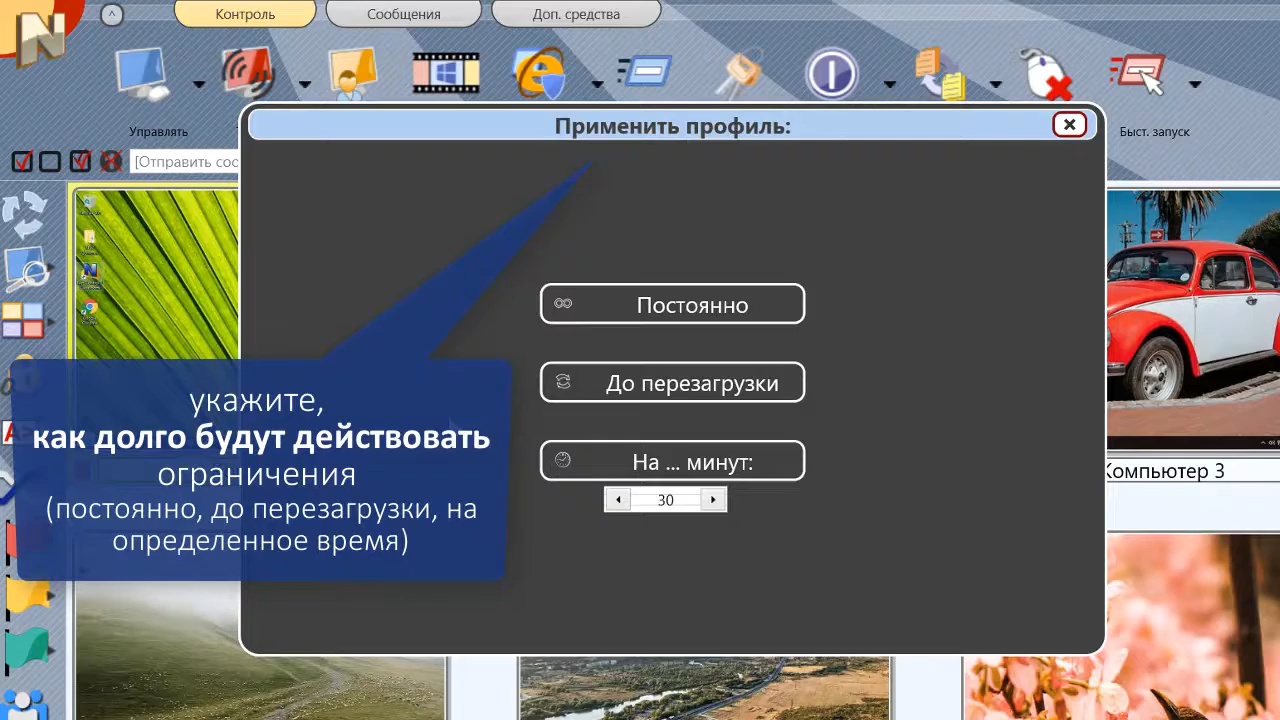 Контроль
Сообщения
Доп. средства
Управлять
Быст. запуск
Применить профиль:
Постоянно
До перезагрузки
На ... минут:
30
укажите,
как долго будут действовать
ограничения
(постоянно, до перезагрузки, на
определенное время)
[Отправить сос
Компьютер 3